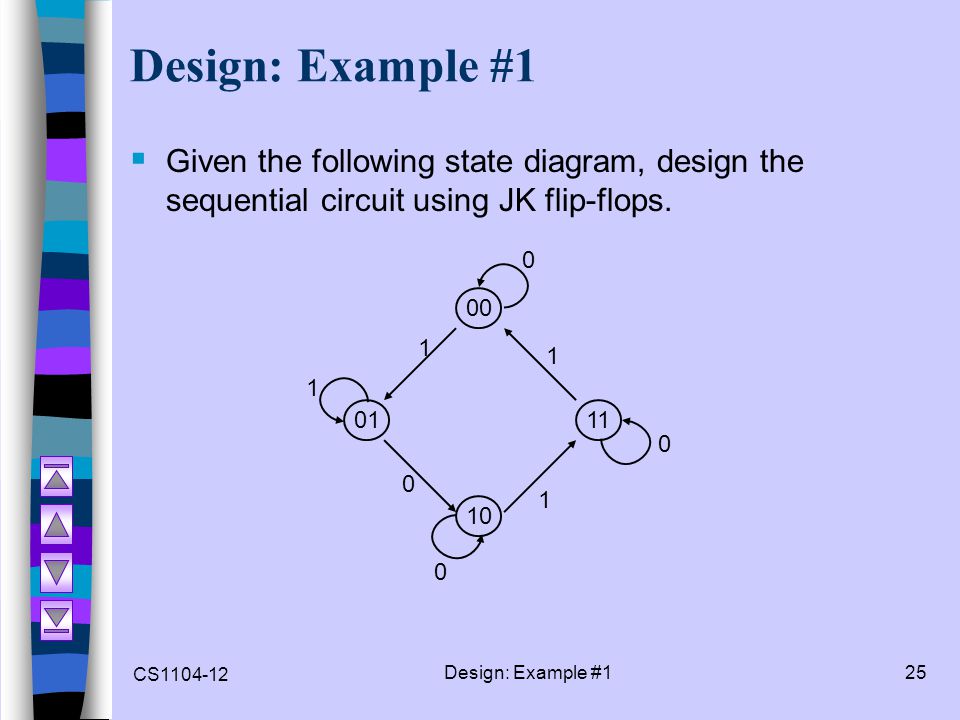 Design: Example #1
Given the following state diagram, design the
sequential circuit using JK flip-flops.
0
00
1
1
1
01
11
0
0
1
10
0
CS1104-12
Design: Example #1
25